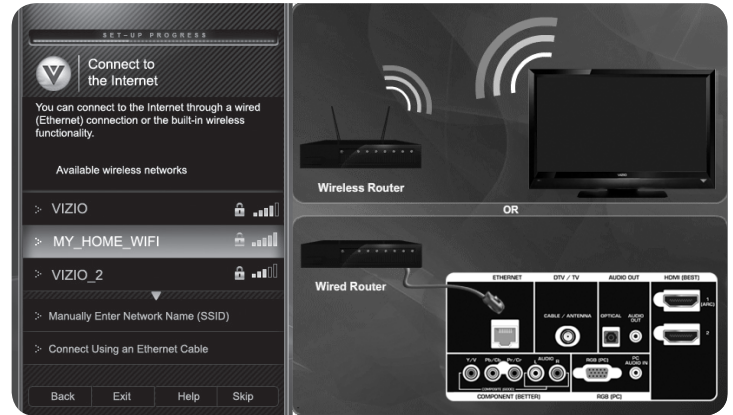 SET-UP PROGRESS
V
Connect to
the Internet
You can connect to the Internet through a wired
(Ethernet) connection or the built-in wireless
functionality.
Available wireless networks
> VIZIO
> MY_HOME_WIFI
> VIZIO_2
> Manually Enter Network Name (SSID)
> Connect Using an Ethernet Cable
Back Exit Help Skip
Wireless Router
OR
Wired Router
ETHERNET DTV / TV AUDIO OUT HDMI (BEST)
1
(ARC)
CABLE / ANTENNA OPTICAL AUDIO
OUT
2
Y/V Pb/Cb Pr/Cr L AUDIO R RGB (PC) PC
AUDIO IN
COMPOSITE (GOOD)
COMPONENT (BETTER) RGB (PC)